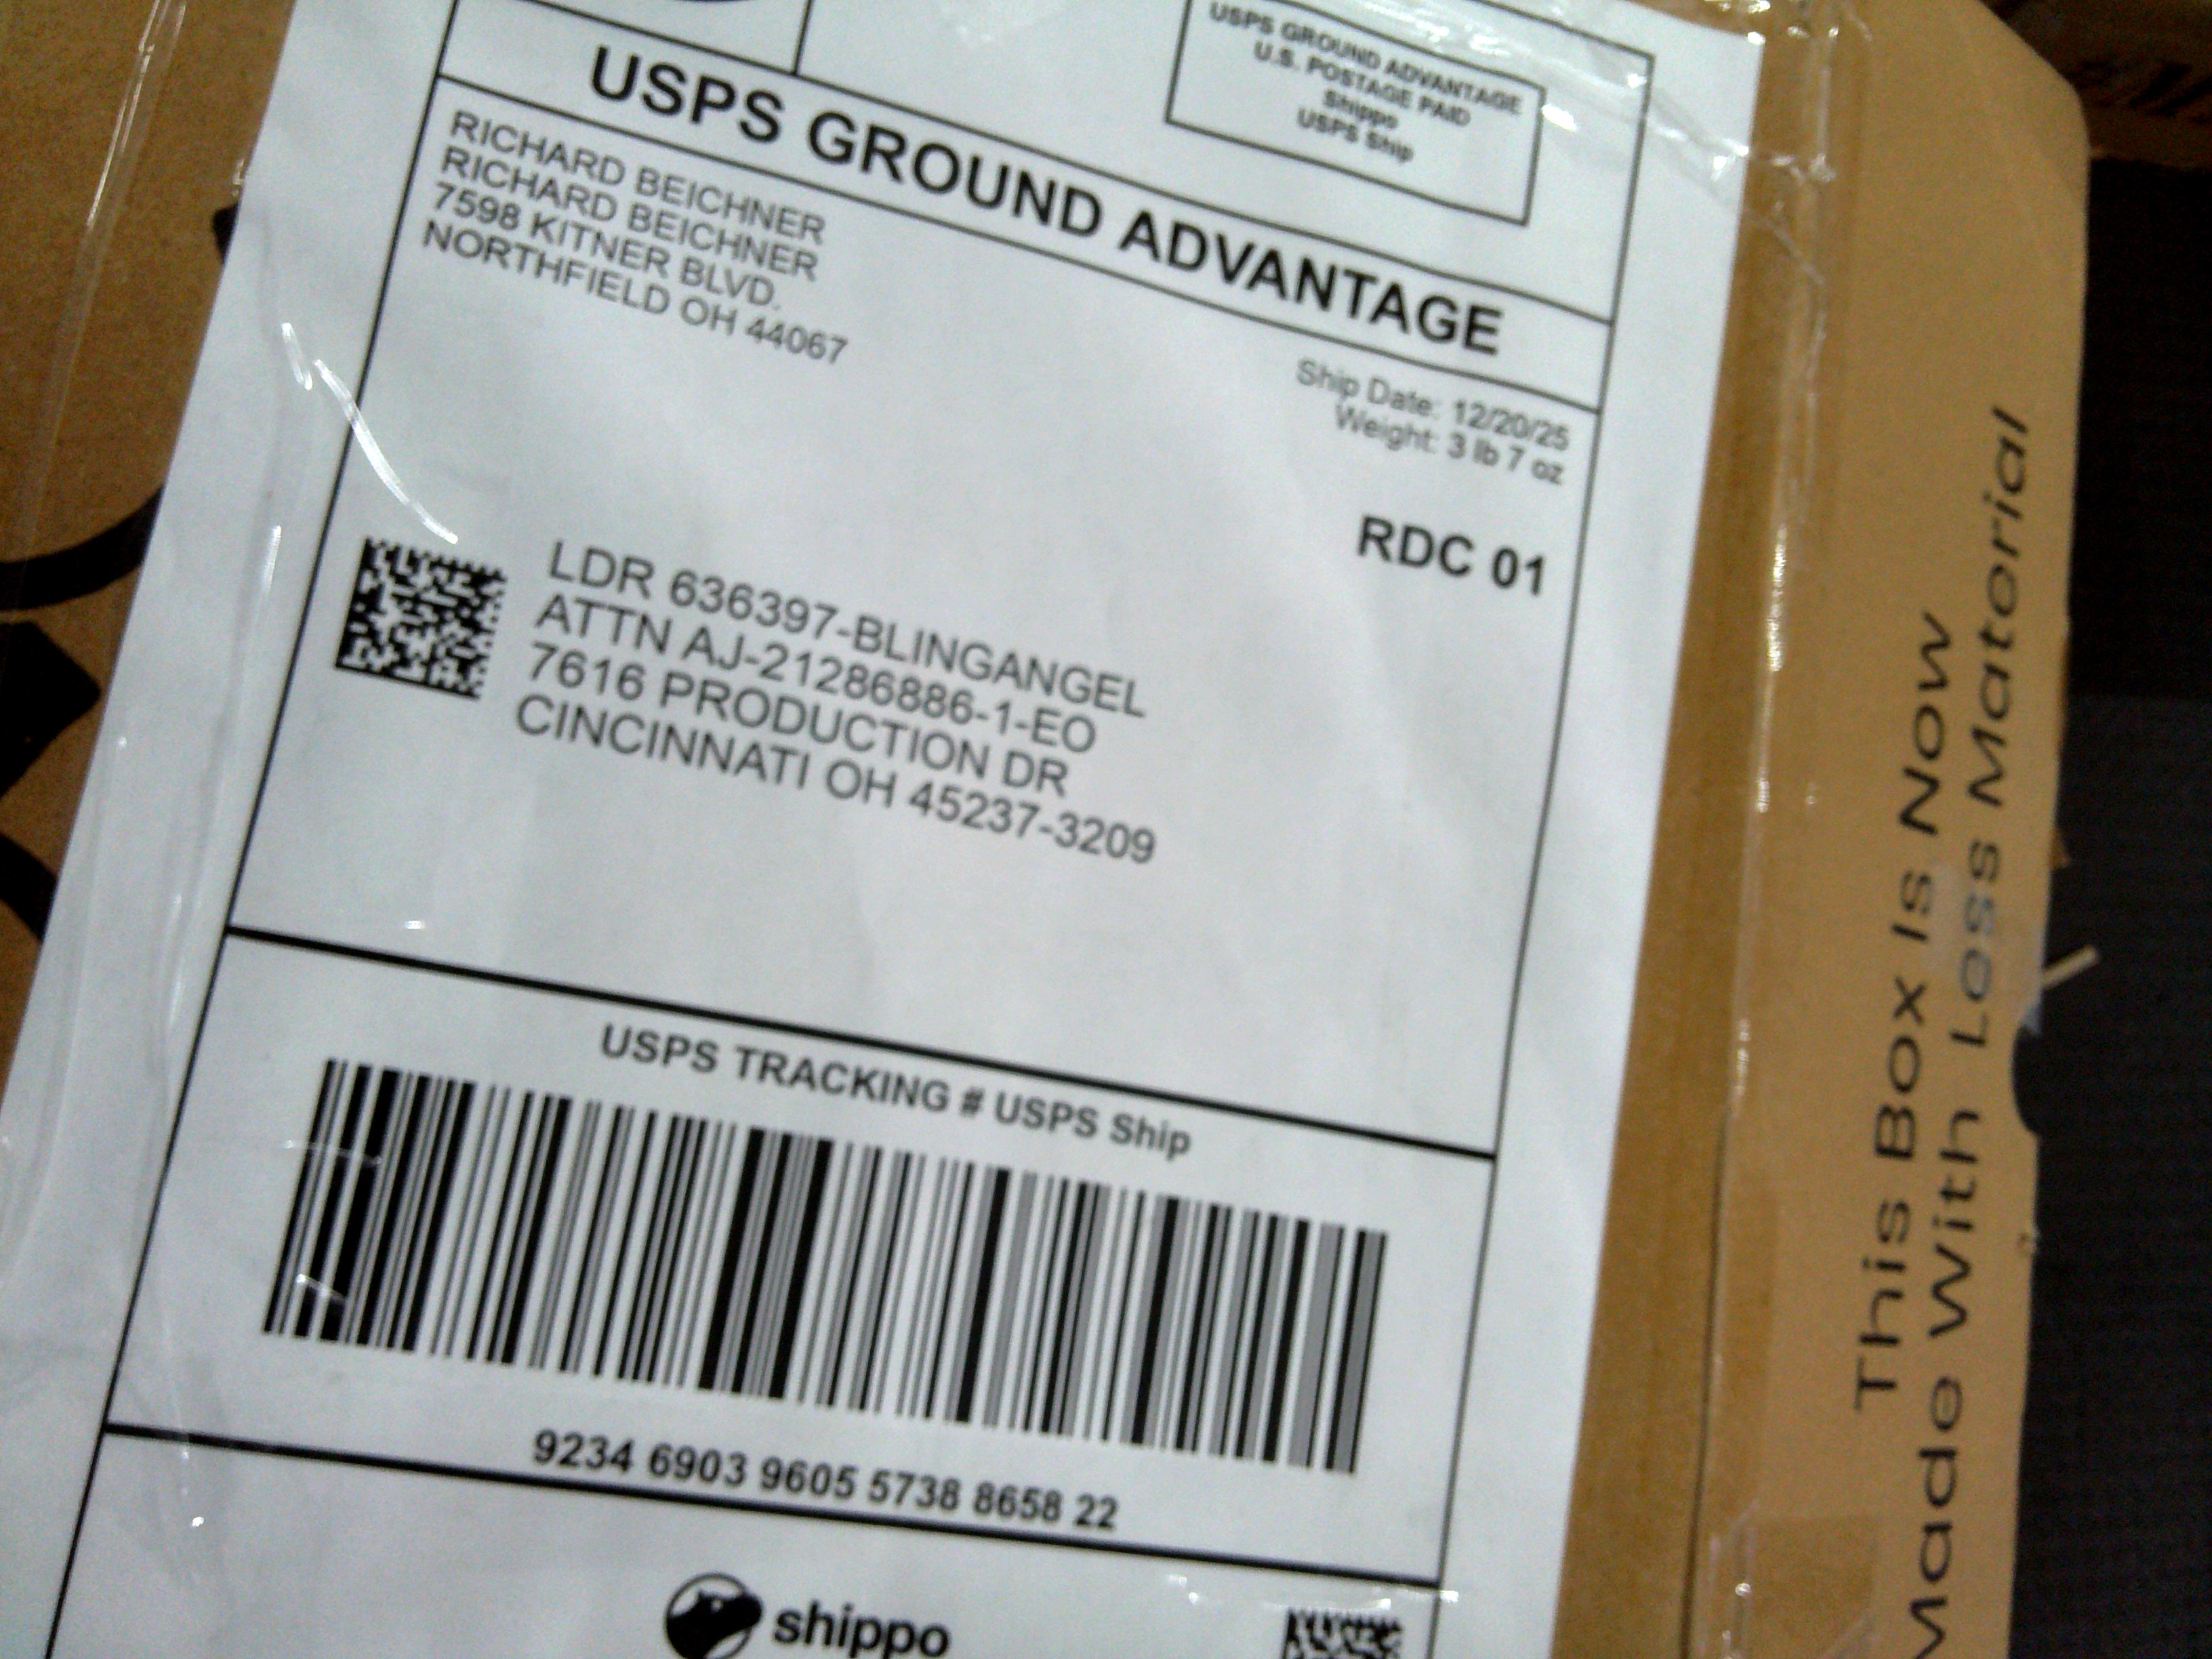 USPS GROUND ADVANTAGE
U.S. POSTAGE PAID
Shippo
USPS Ship
USPS GROUND ADVANTAGE
RICHARD BEICHNER
RICHARD BEICHNER
7598 KITNER BLVD.
NORTHFIELD OH 44067
Ship Date: 12/20/25
Weight: 3 lb 7 oz
RDC 01
LDR 636397-BLINGANGEL
ATTN AJ-21286886-1-EO
7616 PRODUCTION DR
CINCINNATI OH 45237-3209
USPS TRACKING # USPS Ship
9234 6903 9605 5738 8658 22
shippo
This Box Is Now
Made With Less Material